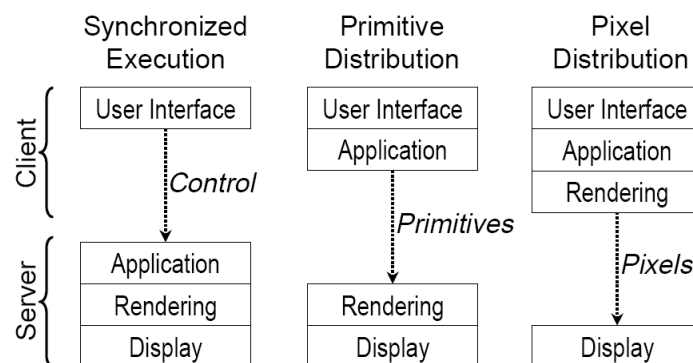 Synchronized
Execution
Primitive
Distribution
Pixel
Distribution
Client
User Interface
Control
User Interface
Application
Primitives
User Interface
Application
Rendering
Pixels
Server
Application
Rendering
Display
Rendering
Display
Display